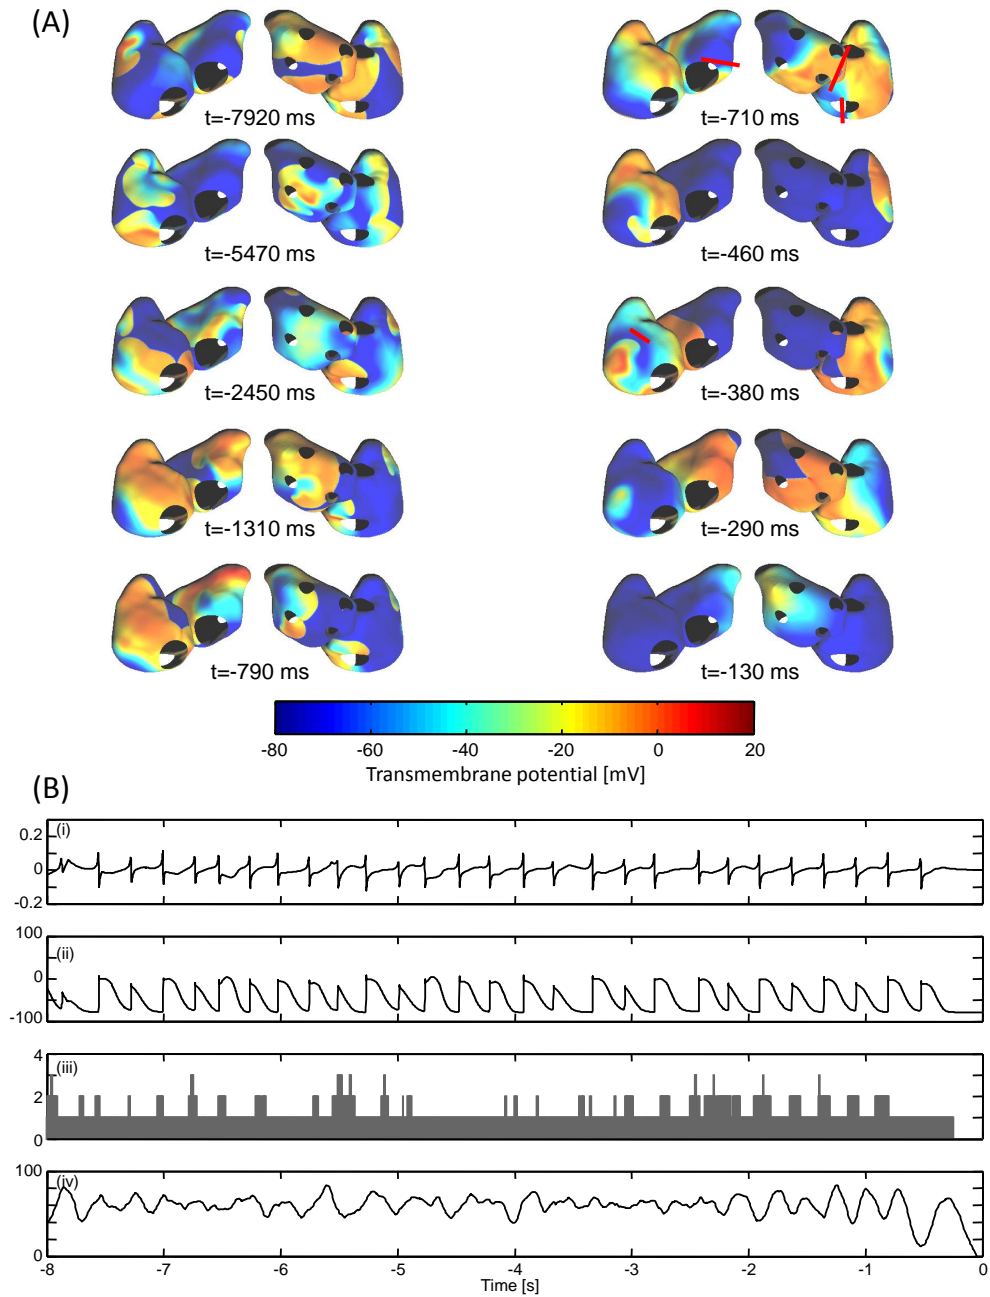 (A)
t=-7920 ms
t=-710 ms
t=-5470 ms
t=-460 ms
t=-2450 ms
t=-380 ms
t=-1310 ms
t=-290 ms
t=-790 ms
t=-130 ms
-80 -60 -40 -20 0 20
Transmembrane potential [mV]
(B)
(i)
0.2
0
-0.2
(ii)
100
0
-100
(iii)
4
2
0
(iv)
100
0
-8 -7 -6 -5 -4 -3 -2 -1 0
Time [s]